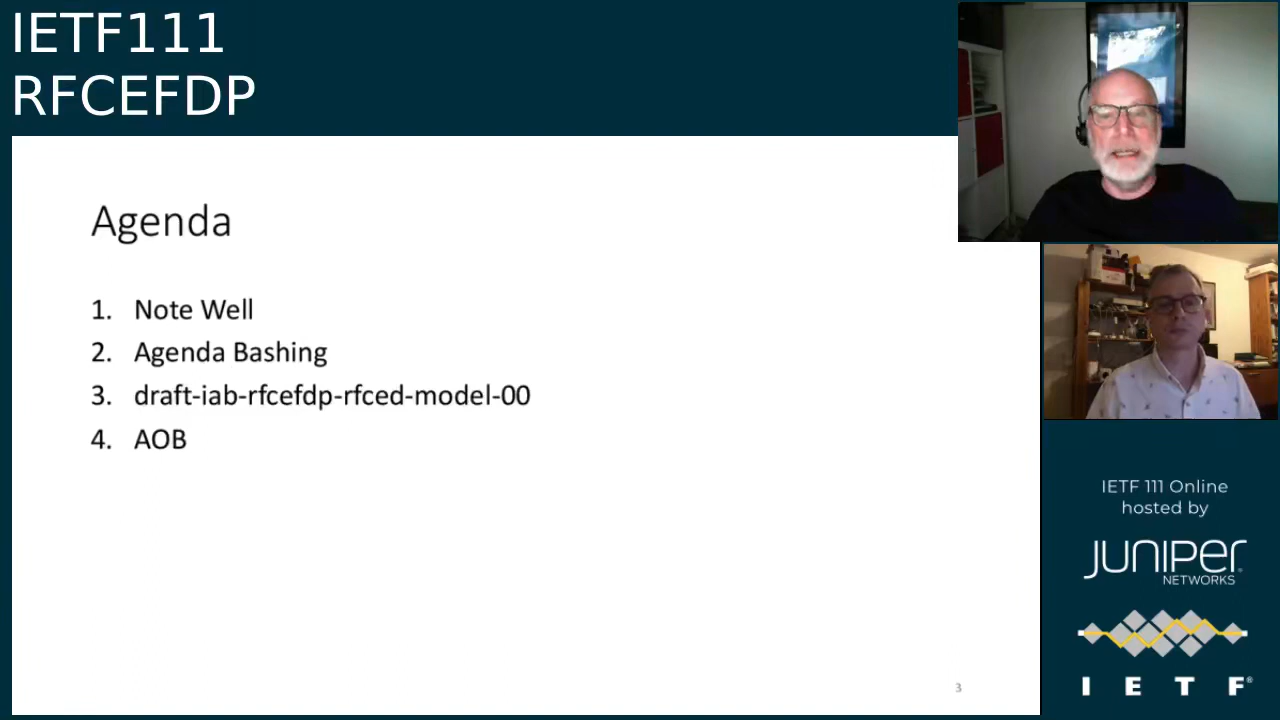 IETF111
RFCEFDP
Agenda
1. Note Well
2. Agenda Bashing
3. draft-iab-rfcefdp-rfced-model-00
4. AOB
3
IETF 111 Online
hosted by
JUNIPER
NETWORKS
I E T F®